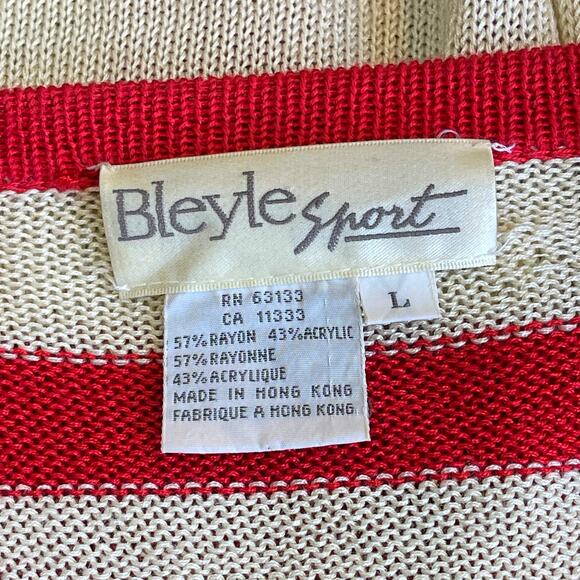 Bleyle Sport
L
RN 63133
CA 11333
57% RAYON 43% ACRYLIC
57% RAYONNE
43% ACRYLIQUE
MADE IN HONG KONG
FABRIQUE A HONG KONG